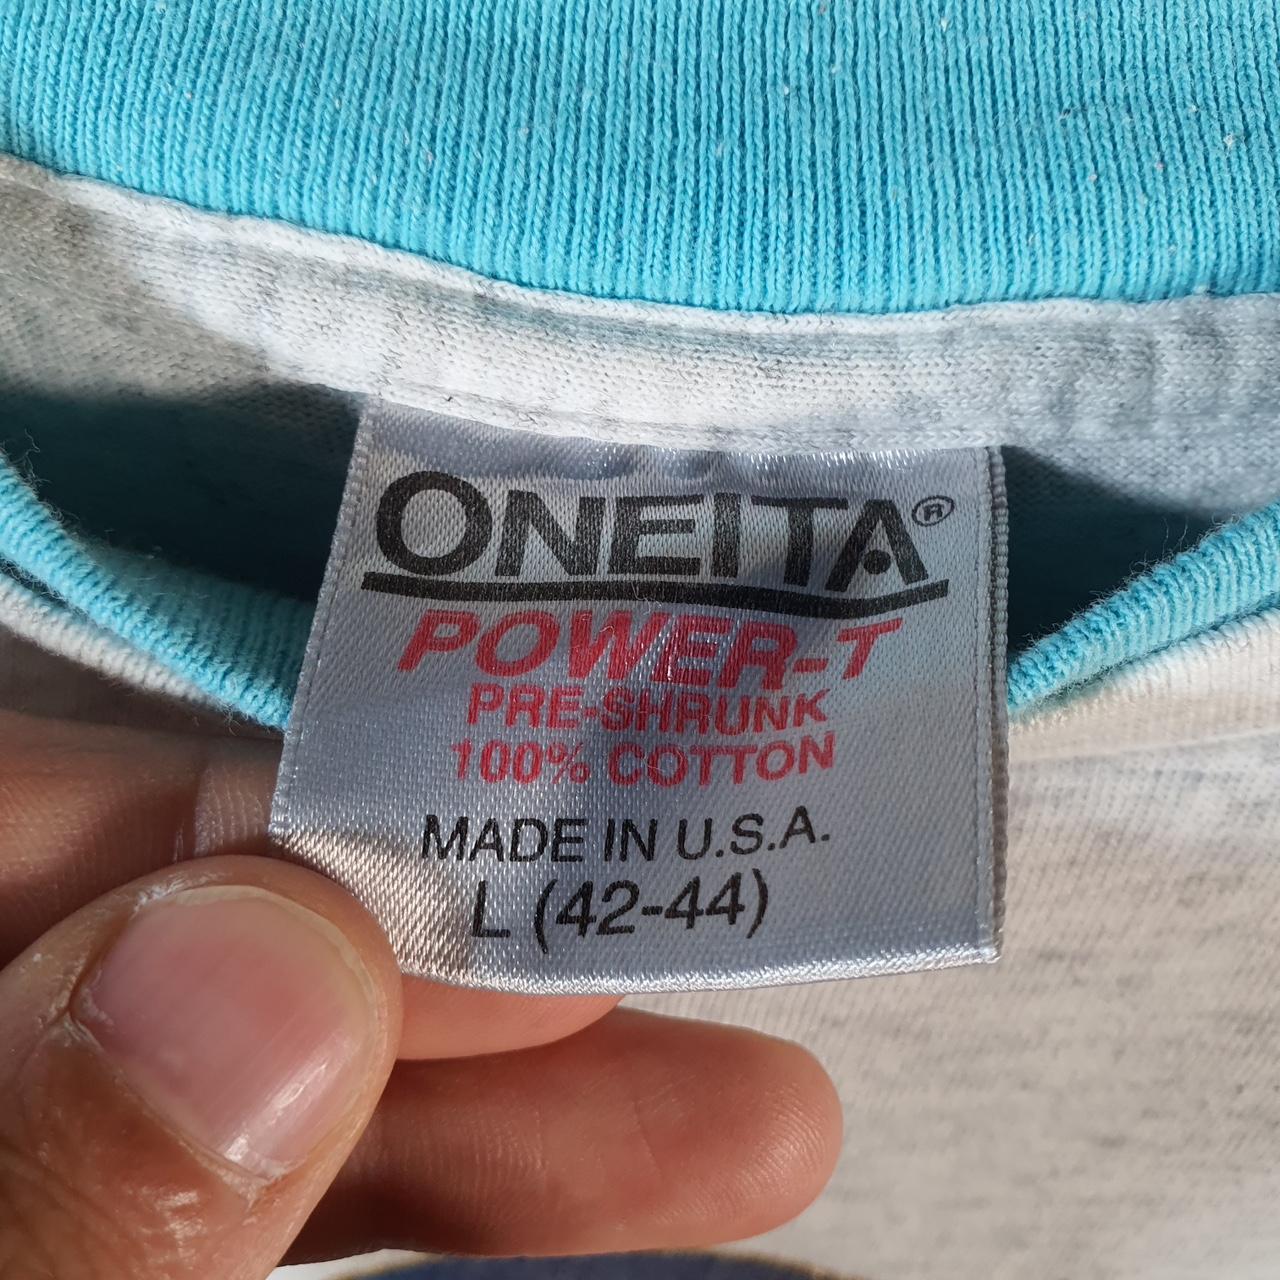 ONEITA®
POWER-T
PRE-SHRUNK
100% COTTON
MADE IN U.S.A.
L (42-44)